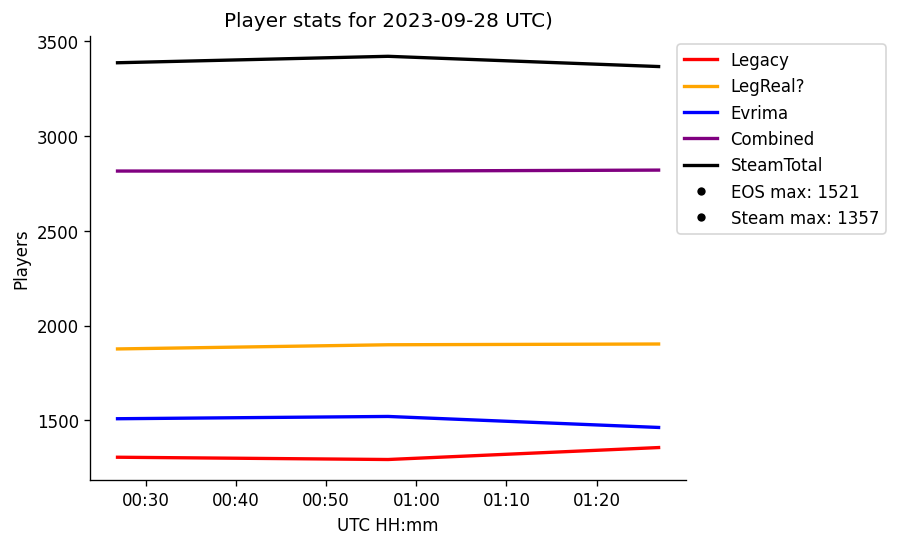 Player stats for 2023-09-28 UTC)
3500
3000
2500
2000
1500
Players
00:30
00:40
00:50
01:00
01:10
01:20
UTC HH:mm
Legacy
LegReal?
Evrima
Combined
SteamTotal
EOS max: 1521
Steam max: 1357